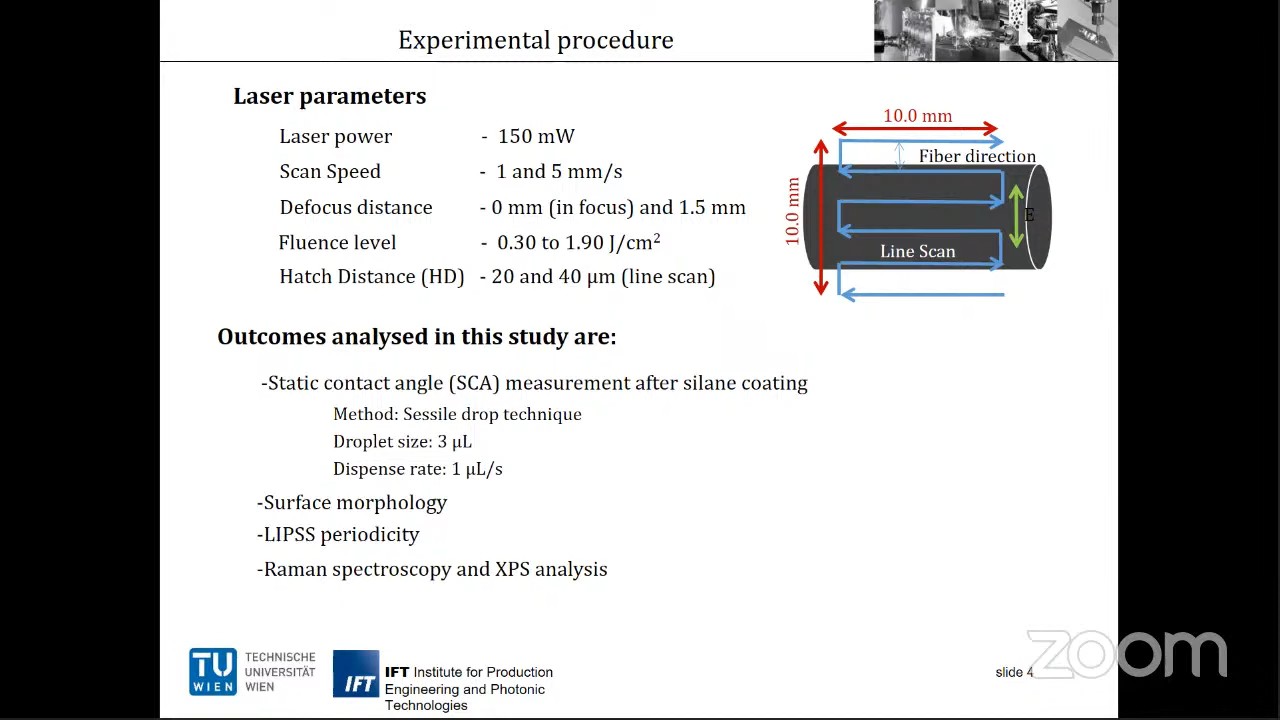 Experimental procedure
Laser parameters
Laser power - 150 mW
Scan Speed - 1 and 5 mm/s
Defocus distance - 0 mm (in focus) and 1.5 mm
Fluence level - 0.30 to 1.90 J/cm²
Hatch Distance (HD) - 20 and 40 µm (line scan)
10.0 mm
Fiber direction
10.0 mm
E
Line Scan
Outcomes analysed in this study are:
-Static contact angle (SCA) measurement after silane coating
Method: Sessile drop technique
Droplet size: 3 µL
Dispense rate: 1 µL/s
-Surface morphology
-LIPSS periodicity
-Raman spectroscopy and XPS analysis
TU
WIEN
TECHNISCHE
UNIVERSITÄT
WIEN
IFT
IFT Institute for Production
Engineering and Photonic
Technologies
slide 4
zoom